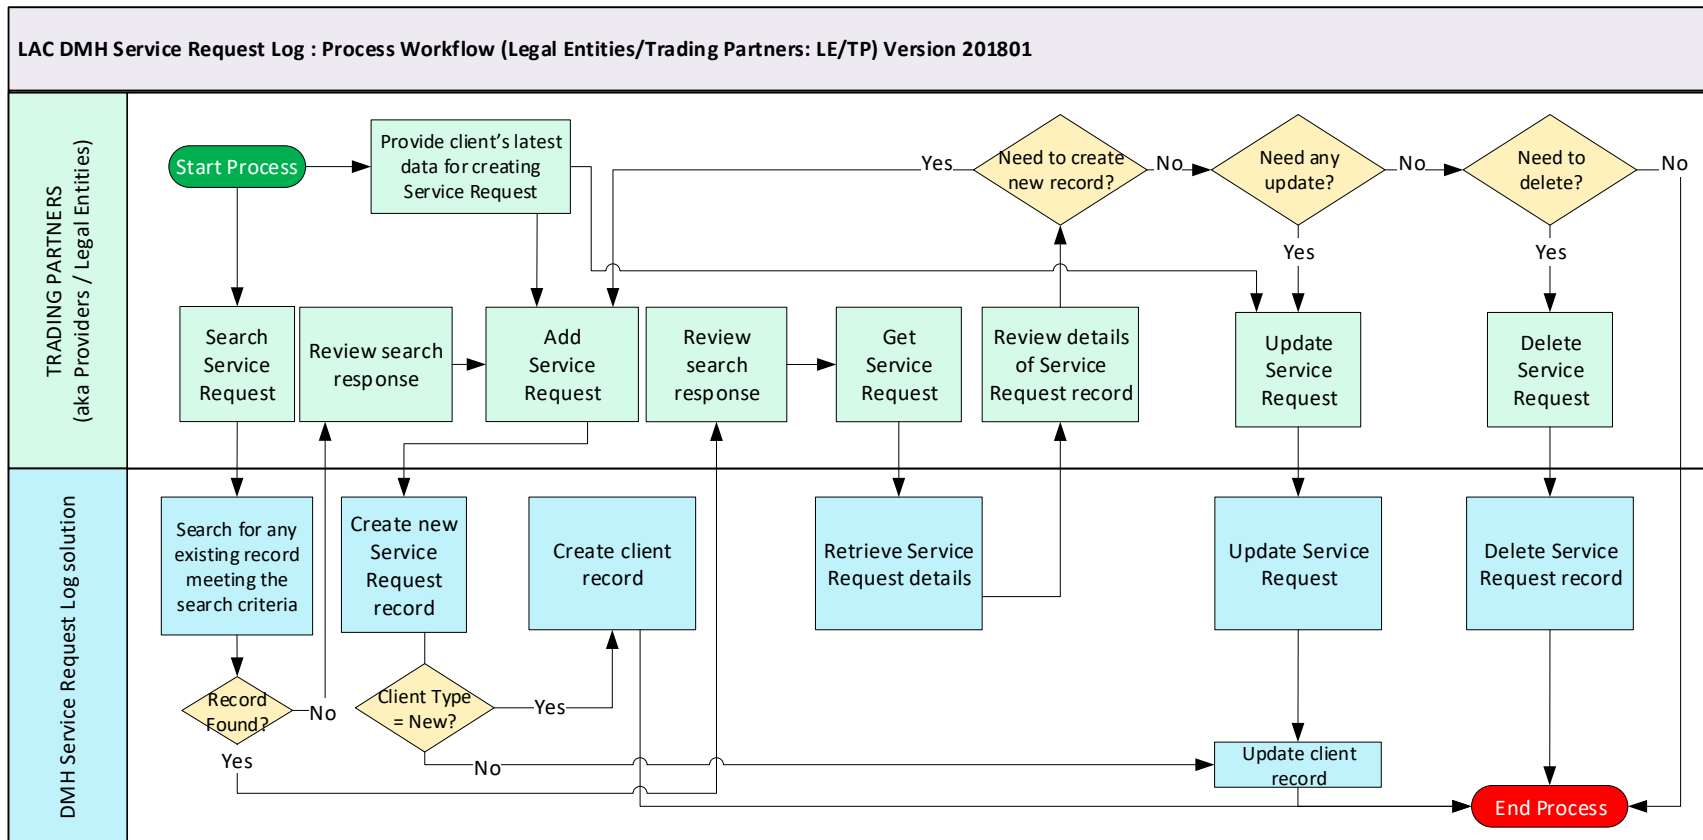 LAC DMH Service Request Log : Process Workflow (Legal Entities/Trading Partners: LE/TP) Version 201801
TRADING PARTNERS
(aka Providers / Legal Entities)
Start Process
Provide client's latest
data for creating
Service Request
Yes
Need to create
new record?
No
Need any
update?
No
Need to
delete?
No
Yes
Yes
Search
Service
Request
Review search
response
Add
Service
Request
Review
search
response
Get
Service
Request
Review details
of Service
Request record
Update
Service
Request
Delete
Service
Request
DMH Service Request Log solution
Search for any
existing record
meeting the
search criteria
Create new
Service
Request
record
Create client
record
Retrieve Service
Request details
Update Service
Request
Delete Service
Request record
Record
Found?
No
Client Type
= New?
Yes
Yes
No
Update client
record
End Process